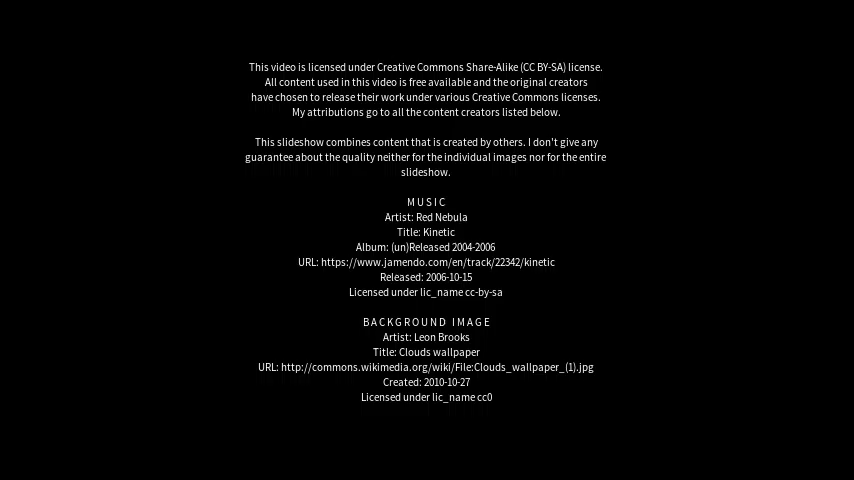 This video is licensed under Creative Commons Share-Alike (CC BY-SA) license.
All content used in this video is free available and the original creators
have chosen to release their work under various Creative Commons licenses.
My attributions go to all the content creators listed below.
This slideshow combines content that is created by others. I don't give any
guarantee about the quality neither for the individual images nor for the entire
slideshow.
MUSIC
Artist: Red Nebula
Title: Kinetic
Album: (un)Released 2004-2006
URL: https://www.jamendo.com/en/track/22342/kinetic
Released: 2006-10-15
Licensed under lic_name cc-by-sa
BACKGROUND IMAGE
Artist: Leon Brooks
Title: Clouds wallpaper
URL: http://commons.wikimedia.org/wiki/File:Clouds_wallpaper_(1).jpg
Created: 2010-10-27
Licensed under lic_name cc0